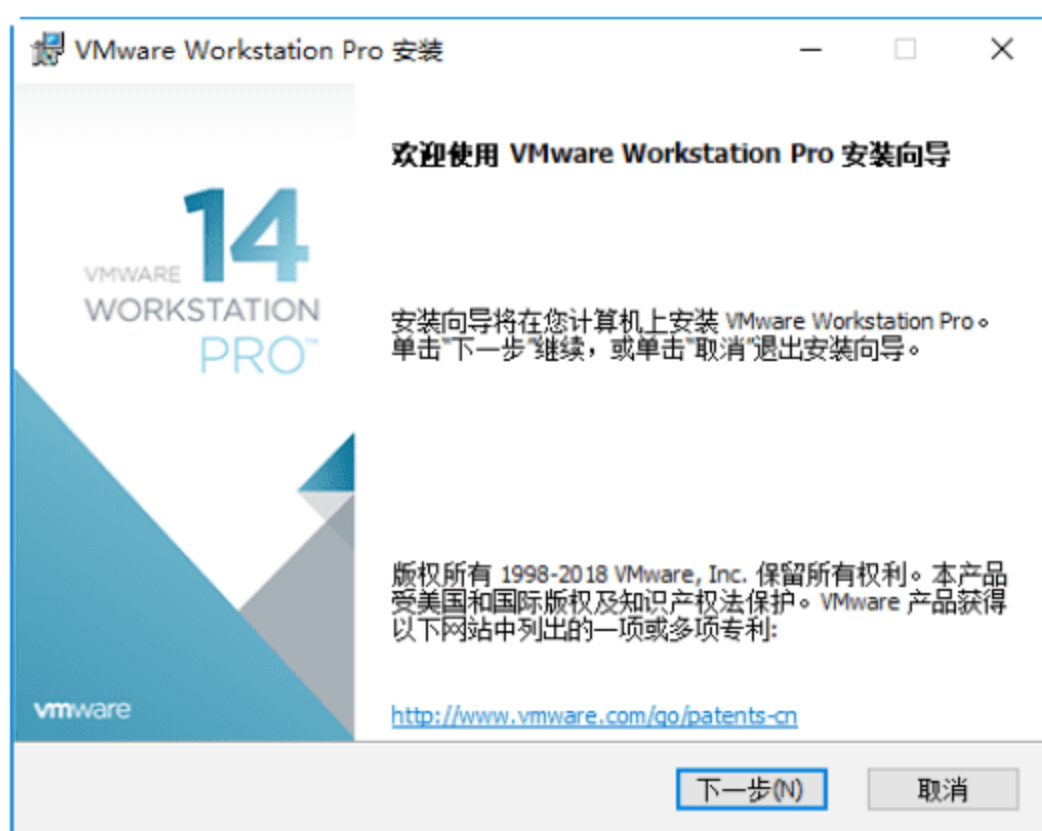 VMware Workstation Pro 安装
欢迎使用 VMware Workstation Pro 安装向导
14
VMWARE
WORKSTATION
PRO™
安装向导将在您计算机上安装 VMware Workstation Pro。
单击"下一步"继续，或单击"取消"退出安装向导。
版权所有 1998-2018 VMware, Inc. 保留所有权利。本产品
受美国和国际版权及知识产权法保护。VMware 产品获得
以下网站中列出的一项或多项专利:
vmware
http://www.vmware.com/go/patents-cn
下一步(N)
取消